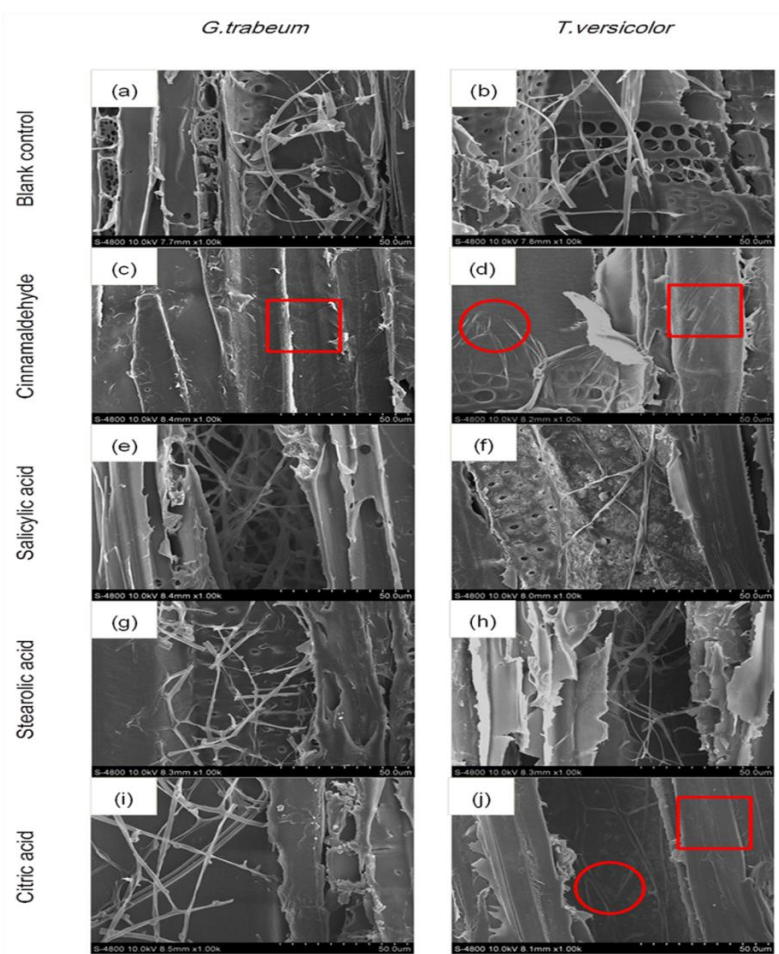 G.trabeum
T.versicolor
Blank control
(a)
(b)
S-4800 10.0kV 7.7mm x1.00k
50.0um
S-4800 10.0kV 7.8mm x1.00k
50.0um
Cinnamaldehyde
(c)
(d)
S-4800 10.0kV 8.4mm x1.00k
50.0um
S-4800 10.0kV 8.2mm x1.00k
50.0um
Salicylic acid
(e)
(f)
S-4800 10.0kV 8.4mm x1.00k
50.0um
S-4800 10.0kV 8.0mm x1.00k
50.0um
Stearolic acid
(g)
(h)
S-4800 10.0kV 8.3mm x1.00k
50.0um
S-4800 10.0kV 8.3mm x1.00k
50.0um
Citric acid
(i)
(j)
S-4800 10.0kV 8.5mm x1.00k
50.0um
S-4800 10.0kV 8.1mm x1.00k
50.0um